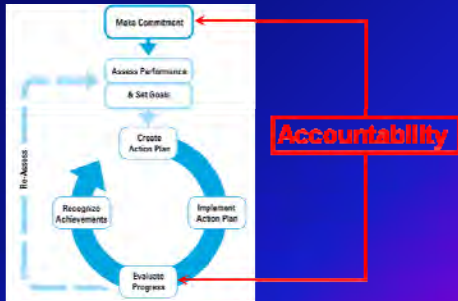 Make Commitment
Assess Performance
& Set Goals
Create
Action Plan
Accountability
Re-Assess
Recognize
Achievements
Implement
Action Plan
Evaluate
Progress